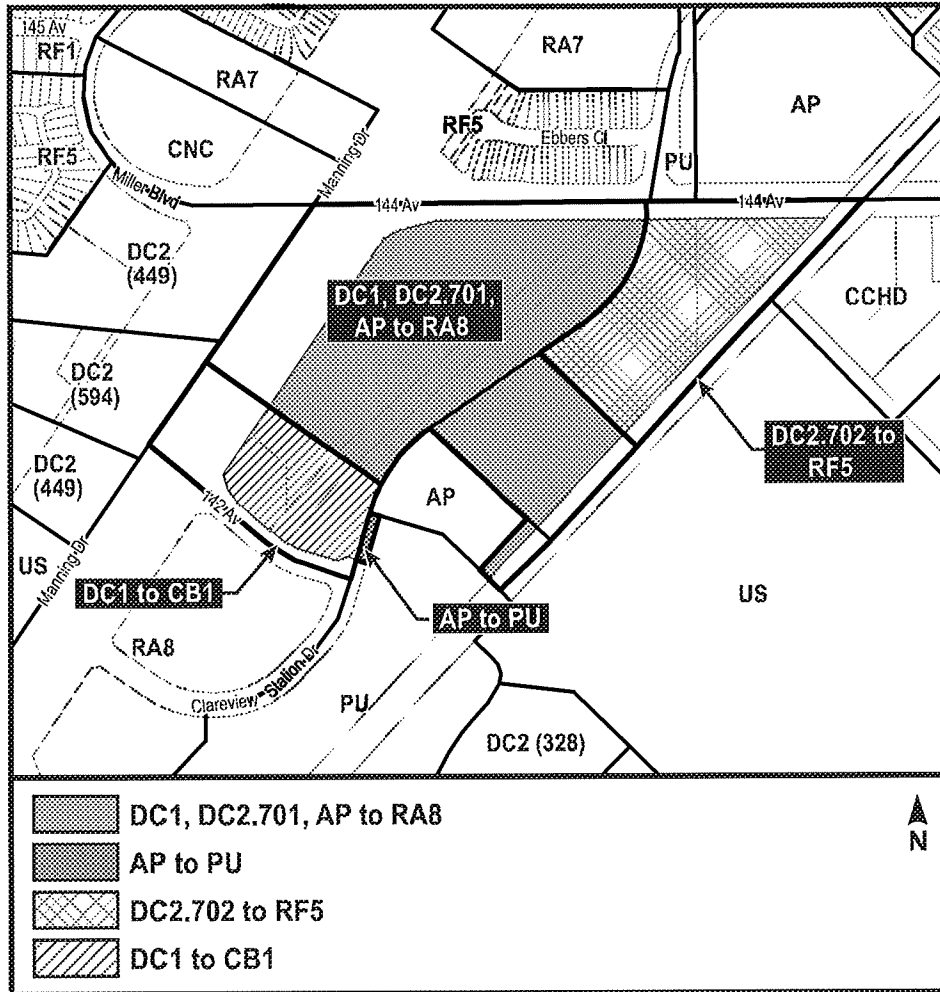 145 Av
RF1
RA7
RA7
AP
RF5
CNC
RF5
Ebbers Cl
PU
Miller Blvd
Manning Dr
144 Av
144 Av
DC2
(449)
DC1, DC2.701,
AP to RA8
CCHD
DC2
(594)
DC2.702 to
RF5
DC2
(449)
AP
142 Av
US
Manning Dr
DC1 to CB1
AP to PU
US
RA8
Clareview Station Dr
PU
DC2 (328)
DC1, DC2.701, AP to RA8
AP to PU
DC2.702 to RF5
DC1 to CB1
N